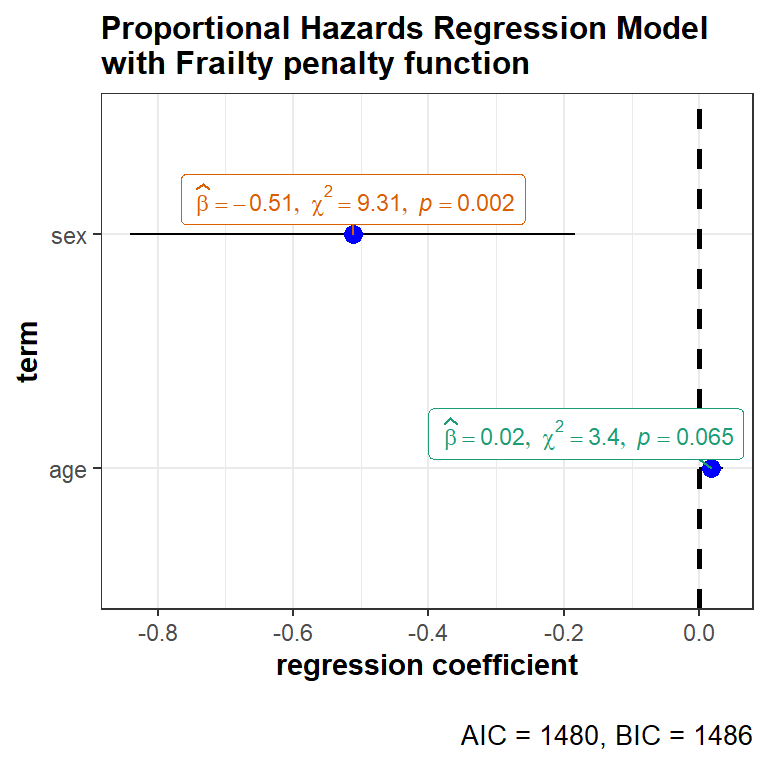 Proportional Hazards Regression Model
with Frailty penalty function
term
sex
β̂ = −0.51, χ² = 9.31, p = 0.002
β̂ = 0.02, χ² = 3.4, p = 0.065
age
-0.8 -0.6 -0.4 -0.2 0.0
regression coefficient
AIC = 1480, BIC = 1486